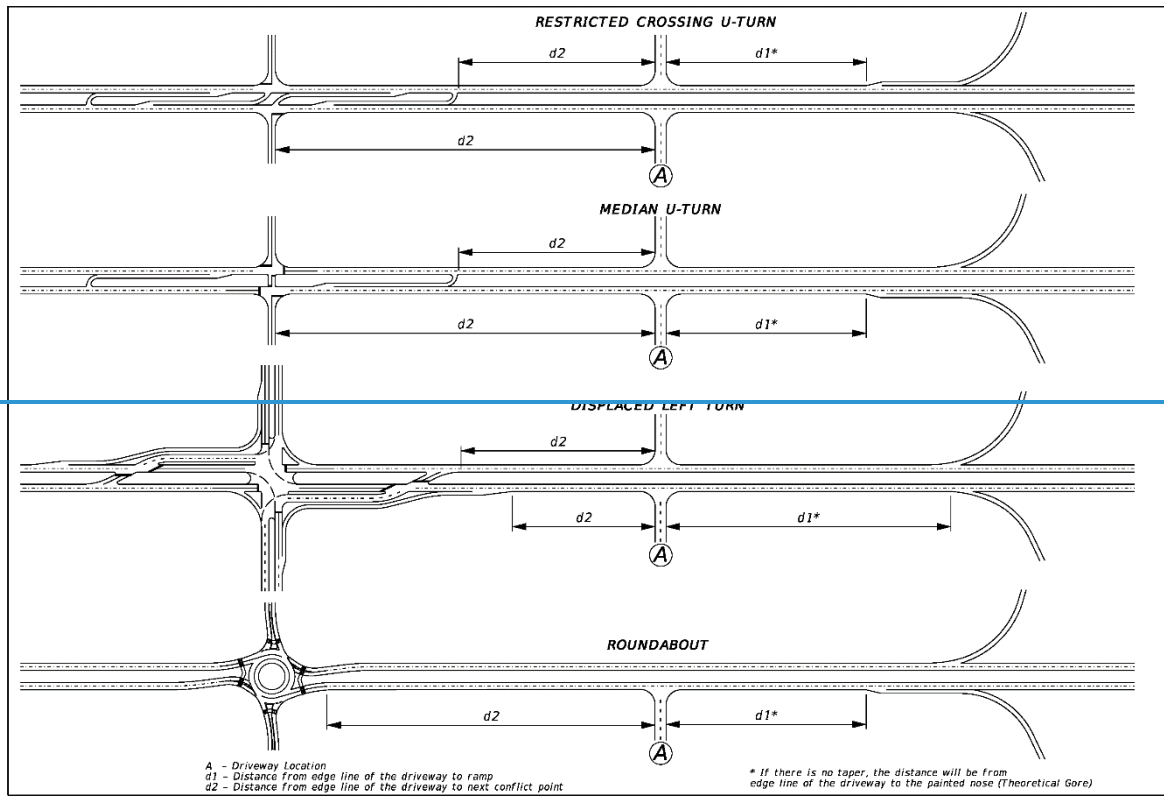 RESTRICTED CROSSING U-TURN
d2
d1*
d2
A
MEDIAN U-TURN
d2
d2
d1*
A
DISPLACED LEFT TURN
d2
d2
d1*
A
ROUNDABOUT
d2
d1*
A
A - Driveway Location
d1 - Distance from edge line of the driveway to ramp
d2 - Distance from edge line of the driveway to next conflict point
* If there is no taper, the distance will be from
edge line of the driveway to the painted nose (Theoretical Gore)